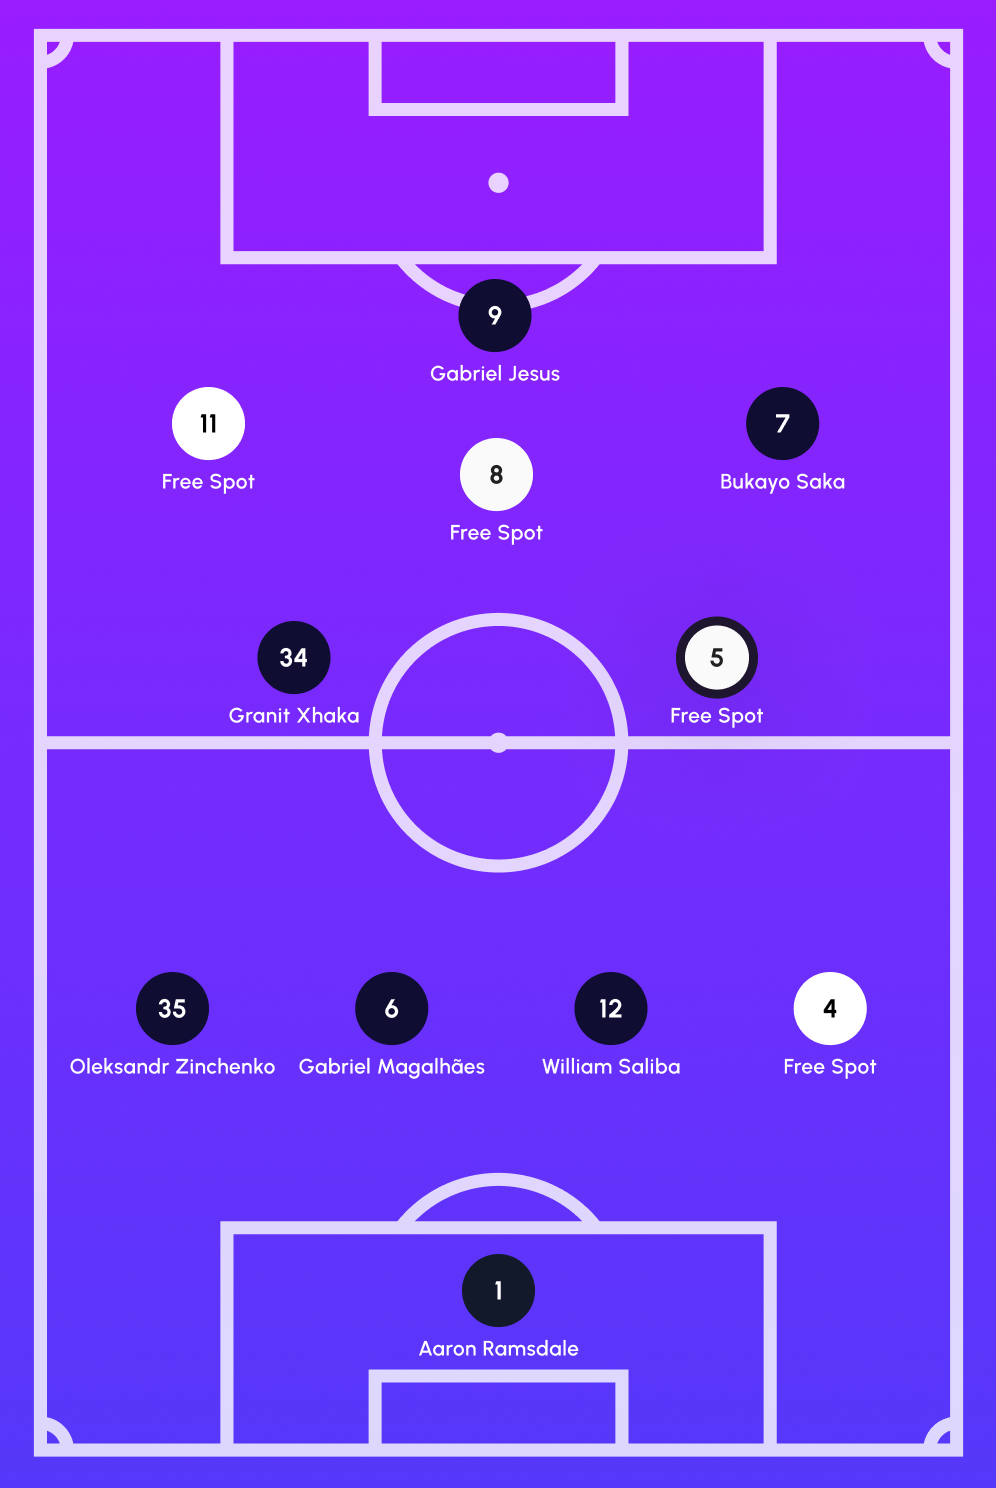 9
Gabriel Jesus
11
Free Spot
7
Bukayo Saka
8
Free Spot
34
Granit Xhaka
5
Free Spot
35
Oleksandr Zinchenko
6
Gabriel Magalhães
12
William Saliba
4
Free Spot
1
Aaron Ramsdale